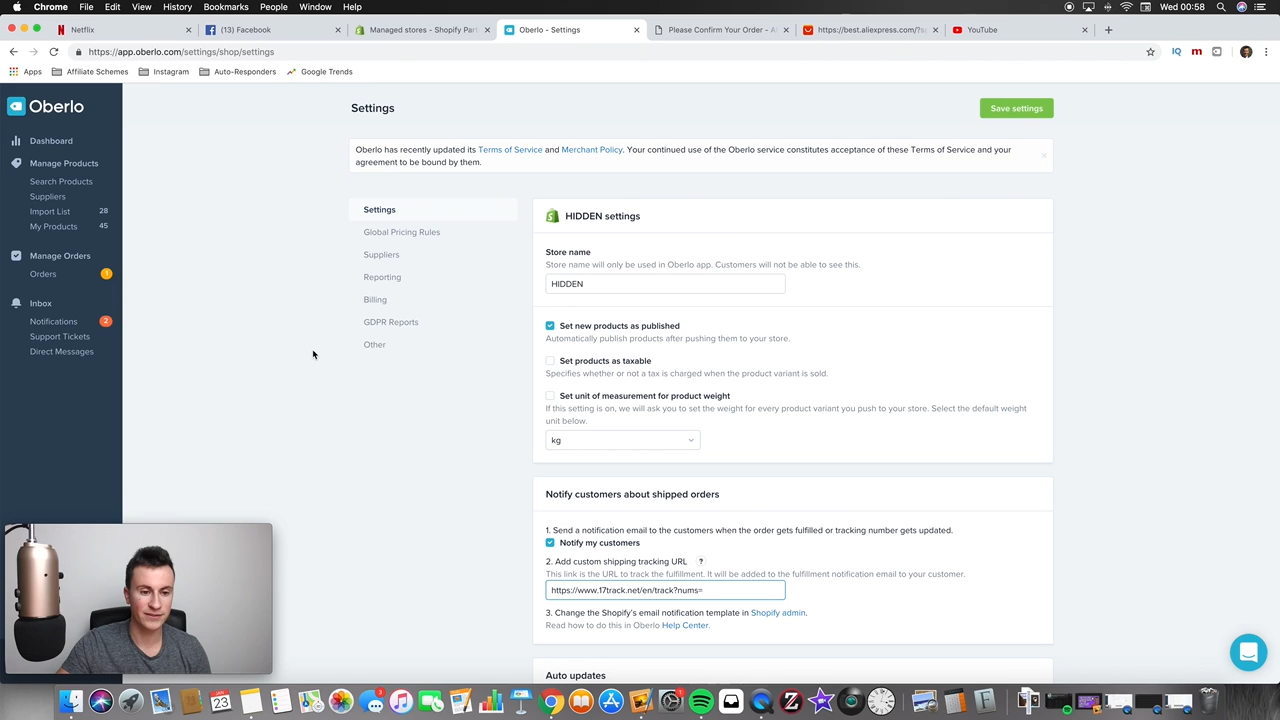 Chrome File Edit View History Bookmarks People Window Help
Wed 00:58
Netflix
(13) Facebook
Managed stores - Shopify Part
Oberlo - Settings
Please Confirm Your Order - Al
https://best.aliexpress.com/?sr
YouTube
https://app.oberlo.com/settings/shop/settings
Apps Affiliate Schemes Instagram Auto-Responders Google Trends
Oberlo
Dashboard
Manage Products
Search Products
Suppliers
Import List 28
My Products 45
Manage Orders
Orders 1
Inbox
Notifications 2
Support Tickets
Direct Messages
Settings
Save settings
Oberlo has recently updated its Terms of Service and Merchant Policy. Your continued use of the Oberlo service constitutes acceptance of these Terms of Service and your
agreement to be bound by them.
Settings
Global Pricing Rules
Suppliers
Reporting
Billing
GDPR Reports
Other
HIDDEN settings
Store name
Store name will only be used in Oberlo app. Customers will not be able to see this.
HIDDEN
Set new products as published
Automatically publish products after pushing them to your store.
Set products as taxable
Specifies whether or not a tax is charged when the product variant is sold.
Set unit of measurement for product weight
If this setting is on, we will ask you to set the weight for every product variant you push to your store. Select the default weight
unit below.
kg
Notify customers about shipped orders
1. Send a notification email to the customers when the order gets fulfilled or tracking number gets updated.
Notify my customers
2. Add custom shipping tracking URL ?
This link is the URL to track the fulfillment. It will be added to the fulfillment notification email to your customer.
https://www.17track.net/en/track?nums=
3. Change the Shopify's email notification template in Shopify admin.
Read how to do this in Oberlo Help Center.
Auto updates